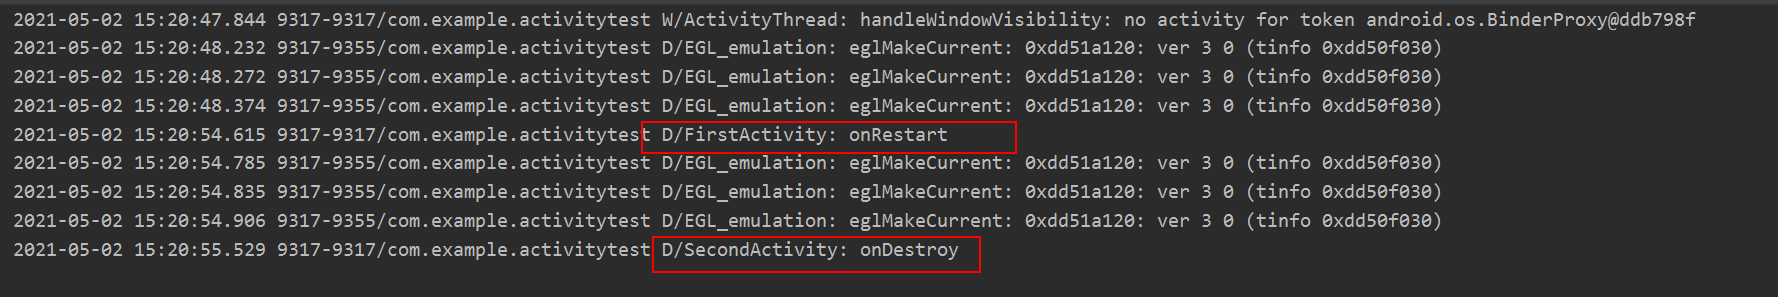 2021-05-02 15:20:47.844 9317-9317/com.example.activitytest W/ActivityThread: handleWindowVisibility: no activity for token android.os.BinderProxy@ddb798f
2021-05-02 15:20:48.232 9317-9355/com.example.activitytest D/EGL_emulation: eglMakeCurrent: 0xdd51a120: ver 3 0 (tinfo 0xdd50f030)
2021-05-02 15:20:48.272 9317-9355/com.example.activitytest D/EGL_emulation: eglMakeCurrent: 0xdd51a120: ver 3 0 (tinfo 0xdd50f030)
2021-05-02 15:20:48.374 9317-9355/com.example.activitytest D/EGL_emulation: eglMakeCurrent: 0xdd51a120: ver 3 0 (tinfo 0xdd50f030)
2021-05-02 15:20:54.615 9317-9317/com.example.activitytest D/FirstActivity: onRestart
2021-05-02 15:20:54.785 9317-9355/com.example.activitytest D/EGL_emulation: eglMakeCurrent: 0xdd51a120: ver 3 0 (tinfo 0xdd50f030)
2021-05-02 15:20:54.835 9317-9355/com.example.activitytest D/EGL_emulation: eglMakeCurrent: 0xdd51a120: ver 3 0 (tinfo 0xdd50f030)
2021-05-02 15:20:54.906 9317-9355/com.example.activitytest D/EGL_emulation: eglMakeCurrent: 0xdd51a120: ver 3 0 (tinfo 0xdd50f030)
2021-05-02 15:20:55.529 9317-9317/com.example.activitytest D/SecondActivity: onDestroy